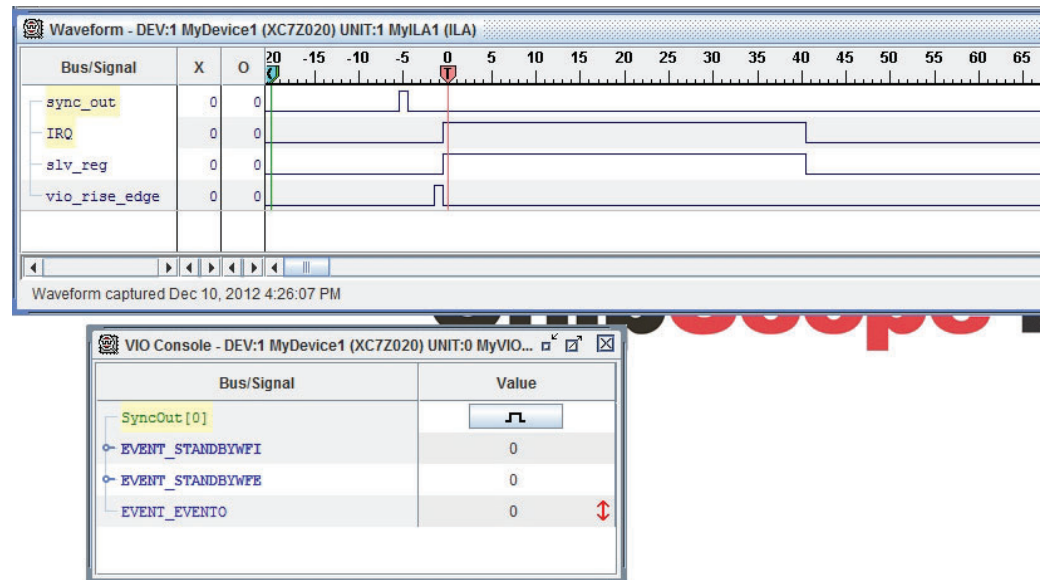 Waveform - DEV:1 MyDevice1 (XC7Z020) UNIT:1 MyILA1 (ILA)
Bus/Signal X O 20 -15 -10 -5 0 5 10 15 20 25 30 35 40 45 50 55 60 65
T
sync_out 0 0
IRQ 0 0
slv_reg 0 0
vio_rise_edge 0 0
Waveform captured Dec 10, 2012 4:26:07 PM
VIO Console - DEV:1 MyDevice1 (XC7Z020) UNIT:0 MyVIO...
Bus/Signal Value
SyncOut[0]
EVENT_STANDBYWFI 0
EVENT_STANDBYWFE 0
EVENT_EVENTO 0